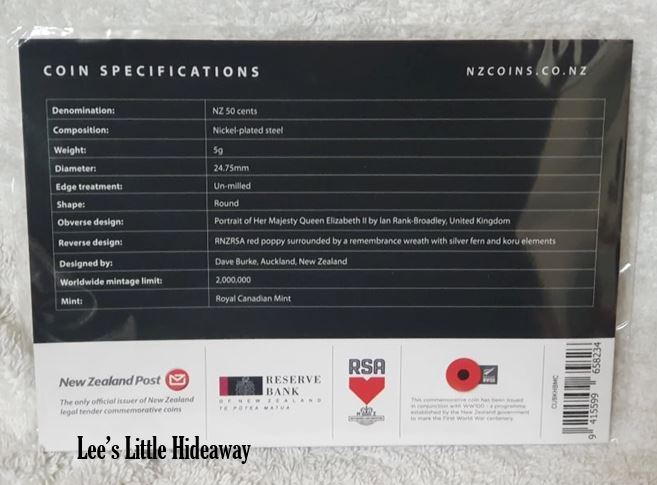 COIN SPECIFICATIONS NZCOINS.CO.NZ
Denomination: NZ 50 cents
Composition: Nickel-plated steel
Weight: 5g
Diameter: 24.75mm
Edge treatment: Un-milled
Shape: Round
Obverse design: Portrait of Her Majesty Queen Elizabeth II by Ian Rank-Broadley, United Kingdom
Reverse design: RNZRSA red poppy surrounded by a remembrance wreath with silver fern and koru elements
Designed by: Dave Burke, Auckland, New Zealand
Worldwide mintage limit: 2,000,000
Mint: Royal Canadian Mint
New Zealand Post
The only official issuer of New Zealand
legal tender commemorative coins
RESERVE
BANK
OF NEW ZEALAND
TE PŪTEA MATUA
RSA
This commemorative coin has been issued
in conjunction with WW100 - a programme
established by the New Zealand government
to mark the First World War centenary.
9 415599 658234
Lee's Little Hideaway